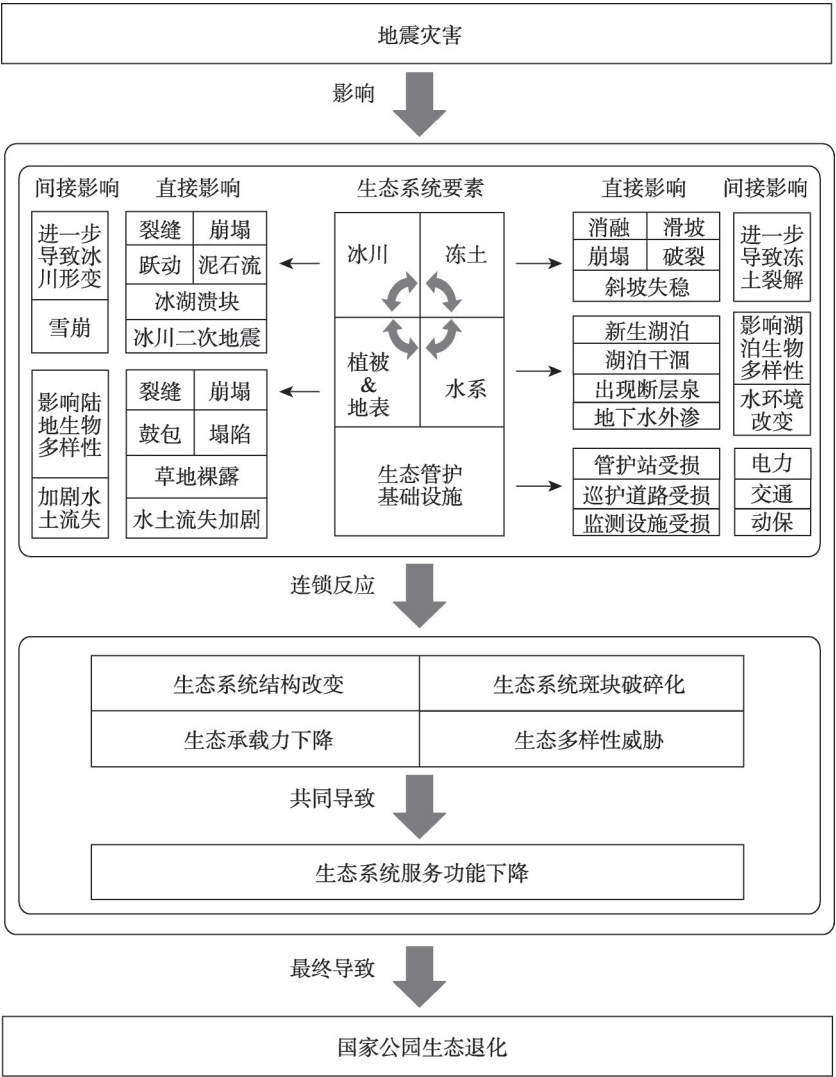 地震灾害
影响
间接影响
直接影响
生态系统要素
直接影响
间接影响
进一步
导致冰
川形变
雪崩
裂缝
崩塌
跃动
泥石流
冰湖溃块
冰川二次地震
冰川
冻土
消融
滑坡
崩塌
破裂
斜坡失稳
进一步
导致冻
土裂解
影响陆
地生物
多样性
加剧水
土流失
裂缝
崩塌
鼓包
塌陷
草地裸露
水土流失加剧
植被
&
地表
水系
新生湖泊
湖泊干涸
出现断层泉
地下水外渗
影响湖
泊生物
多样性
水环境
改变
生态管护
基础设施
管护站受损
巡护道路受损
监测设施受损
电力
交通
动保
连锁反应
生态系统结构改变
生态系统斑块破碎化
生态承载力下降
生态多样性威胁
共同导致
生态系统服务功能下降
最终导致
国家公园生态退化